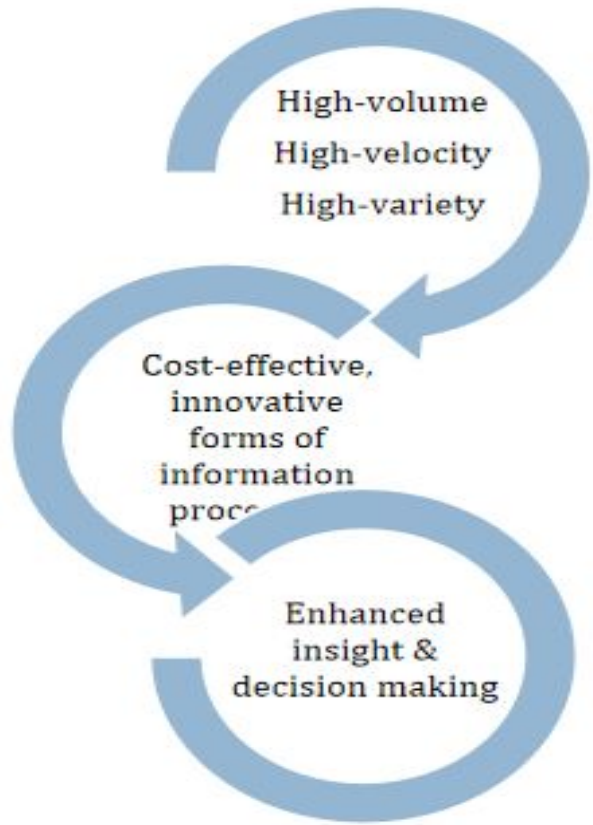 High-volume
High-velocity
High-variety
Cost-effective,
innovative
forms of
information
Enhanced
insight &
decision making